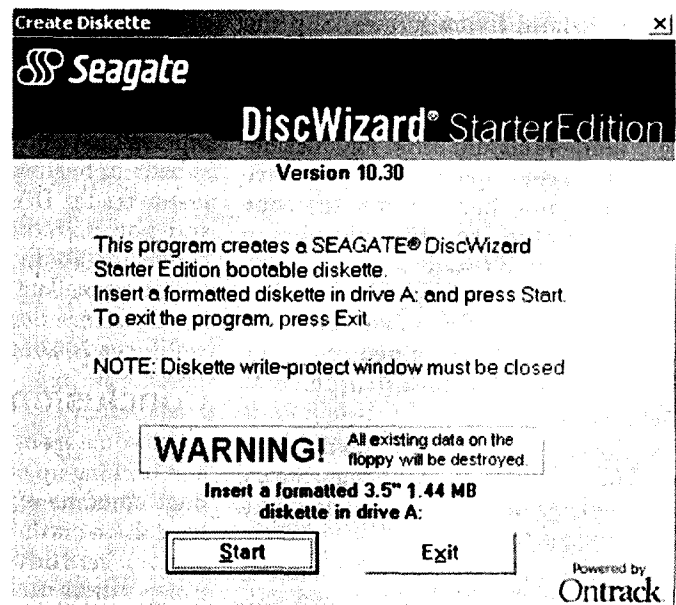 Create Diskette
Seagate
DiscWizard® StarterEdition
Version 10.30
This program creates a SEAGATE® DiscWizard
Starter Edition bootable diskette.
Insert a formatted diskette in drive A: and press Start.
To exit the program, press Exit.
NOTE: Diskette write-protect window must be closed
WARNING! All existing data on the
floppy will be destroyed.
Insert a formatted 3.5" 1.44 MB
diskette in drive A:
Start Exit
Powered by
Ontrack